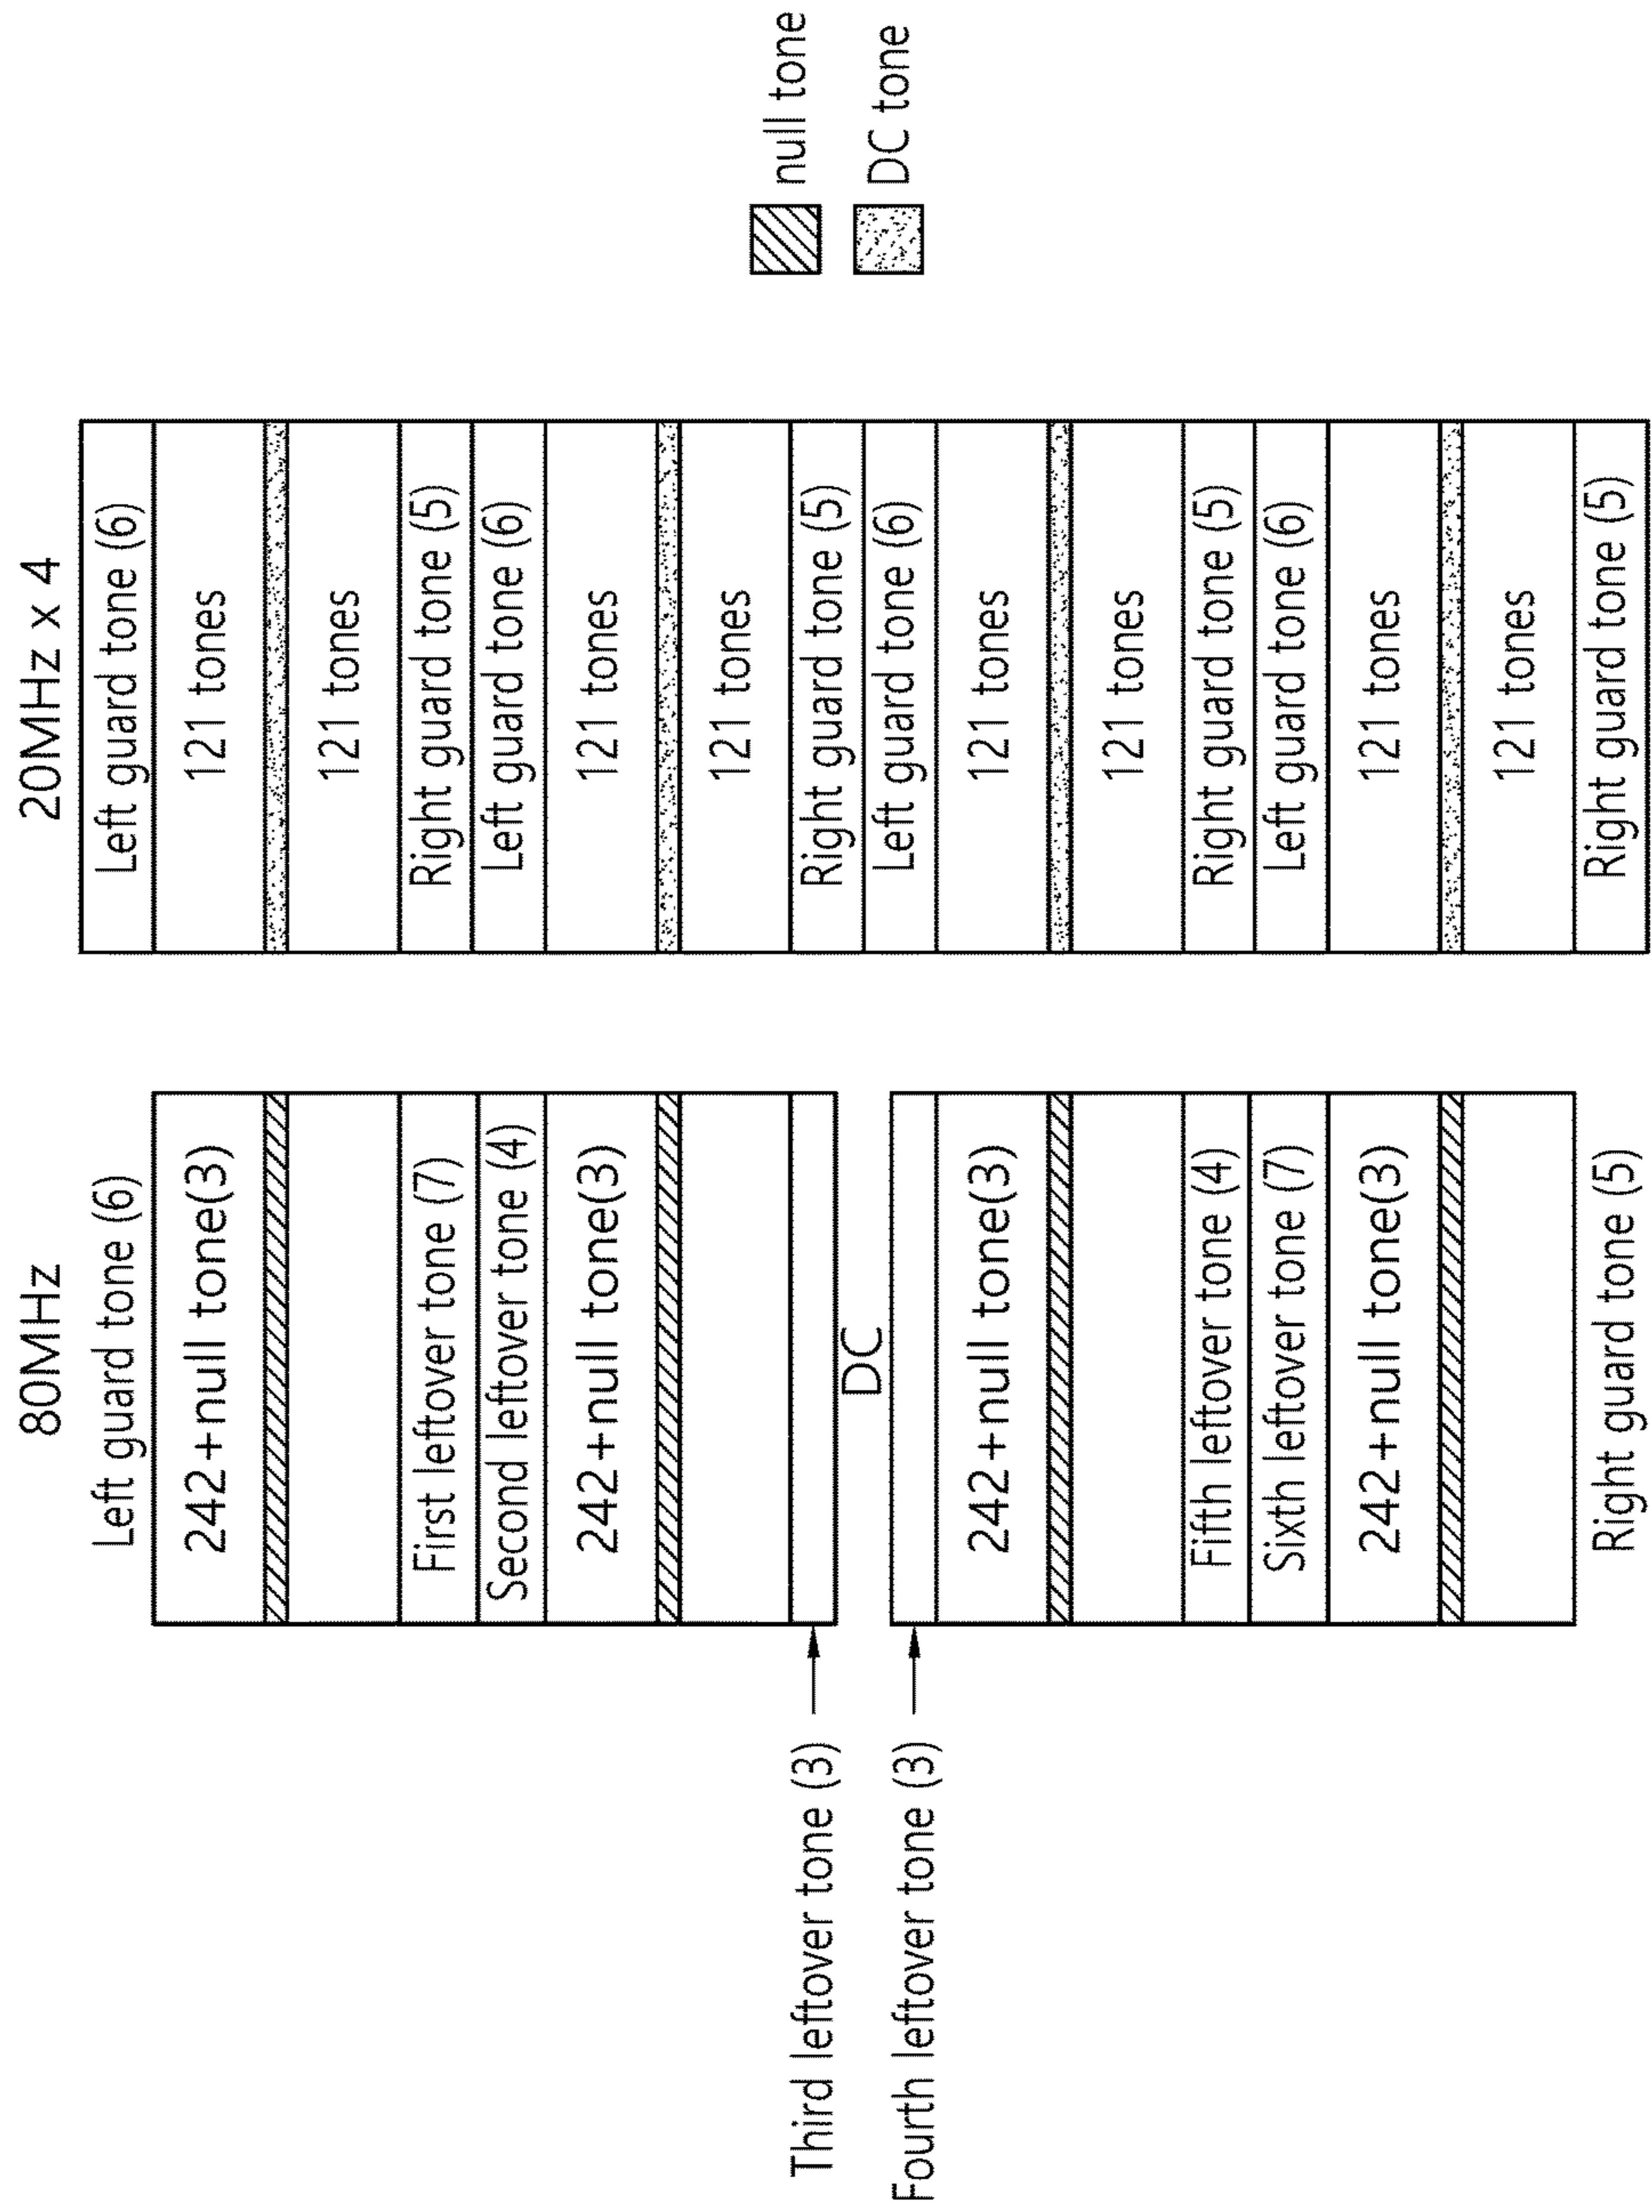 80MHz
Left guard tone (6)
242+null tone(3)
First leftover tone (7)
Second leftover tone (4)
242+null tone(3)
Third leftover tone (3)
DC
Fourth leftover tone (3)
242+null tone(3)
Fifth leftover tone (4)
Sixth leftover tone (7)
242+null tone(3)
Right guard tone (5)
20MHz x 4
Left guard tone (6)
121 tones
121 tones
Right guard tone (5)
Left guard tone (6)
121 tones
121 tones
Right guard tone (5)
Left guard tone (6)
121 tones
121 tones
Right guard tone (5)
Left guard tone (6)
121 tones
121 tones
Right guard tone (5)
null tone
DC tone